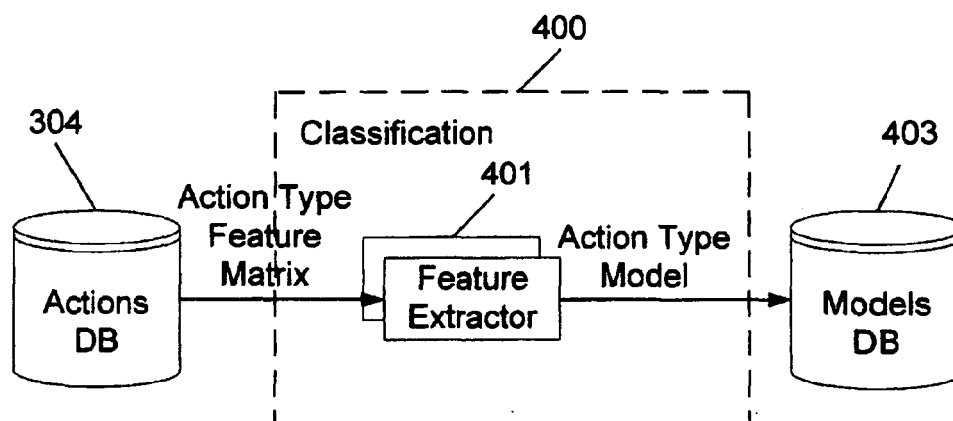 400
304
Classification
403
401
Action Type
Feature
Matrix
Action Type
Model
Actions
DB
Feature
Extractor
Models
DB